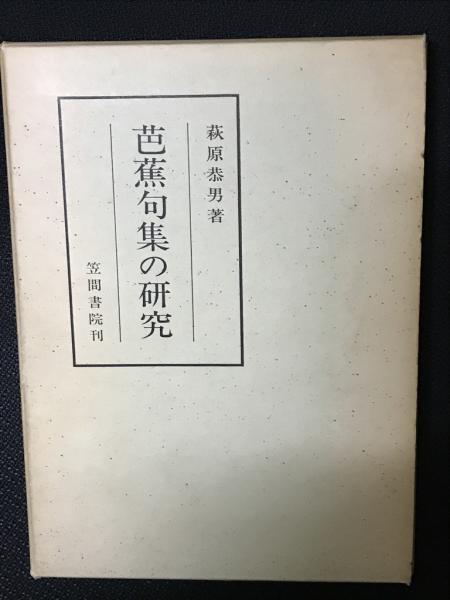 萩原恭男著
芭蕉句集の研究
笠間書院刊